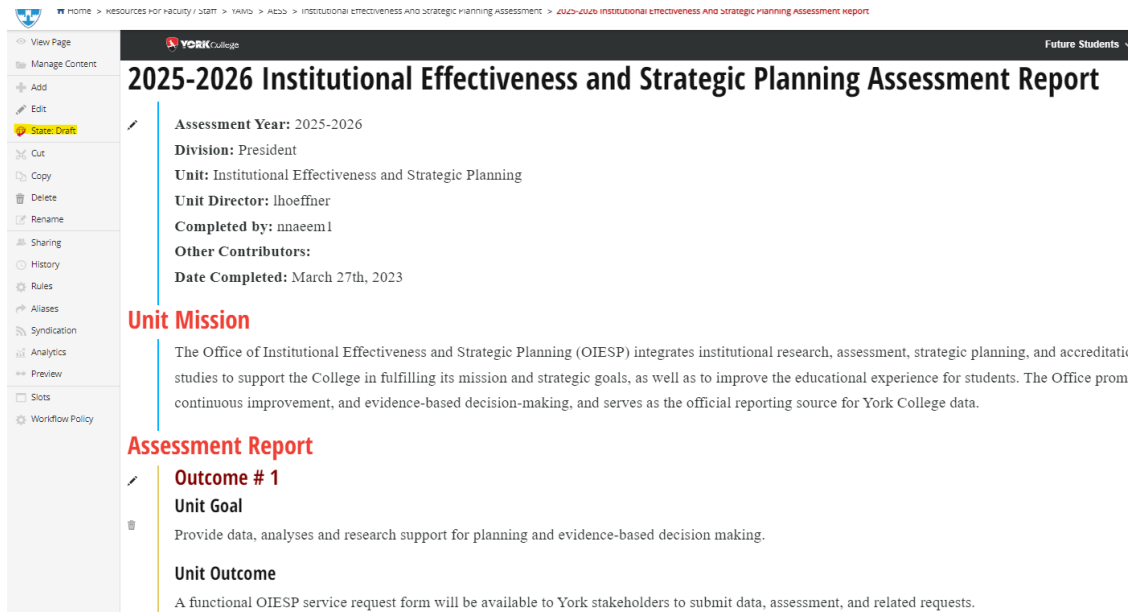 Home > Resources For Faculty / Staff > YAMS > AESS > Institutional Effectiveness And Strategic Planning Assessment > 2025-2026 Institutional Effectiveness And Strategic Planning Assessment Report
View Page
Manage Content
Add
Edit
State: Draft
Cut
Copy
Delete
Rename
Sharing
History
Rules
Aliases
Syndication
Analytics
Preview
Slots
Workflow Policy
YORK College
Future Students
2025-2026 Institutional Effectiveness and Strategic Planning Assessment Report
Assessment Year: 2025-2026
Division: President
Unit: Institutional Effectiveness and Strategic Planning
Unit Director: lhoeffner
Completed by: nnaeem1
Other Contributors:
Date Completed: March 27th, 2023
Unit Mission
The Office of Institutional Effectiveness and Strategic Planning (OIESP) integrates institutional research, assessment, strategic planning, and accreditatio
studies to support the College in fulfilling its mission and strategic goals, as well as to improve the educational experience for students. The Office prom
continuous improvement, and evidence-based decision-making, and serves as the official reporting source for York College data.
Assessment Report
Outcome # 1
Unit Goal
Provide data, analyses and research support for planning and evidence-based decision making.
Unit Outcome
A functional OIESP service request form will be available to York stakeholders to submit data, assessment, and related requests.